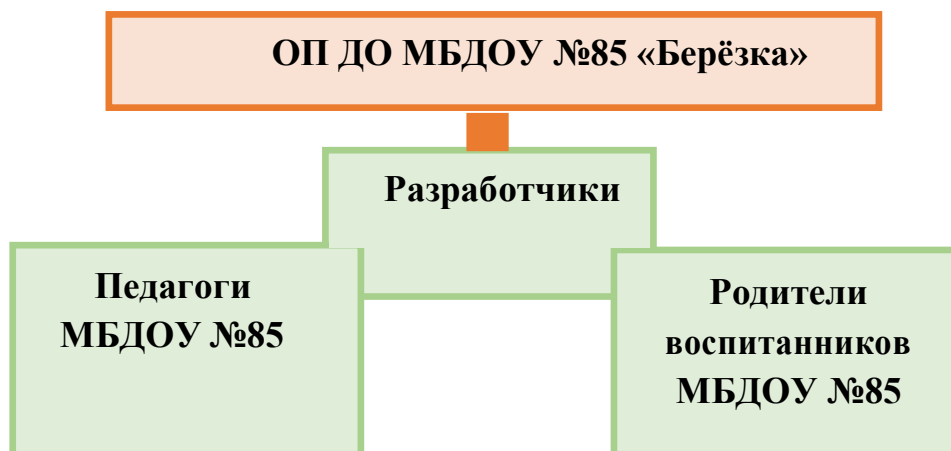 ОП ДО МБДОУ №85 «Берёзка»
Разработчики
Педагоги
МБДОУ №85
Родители
воспитанников
МБДОУ №85